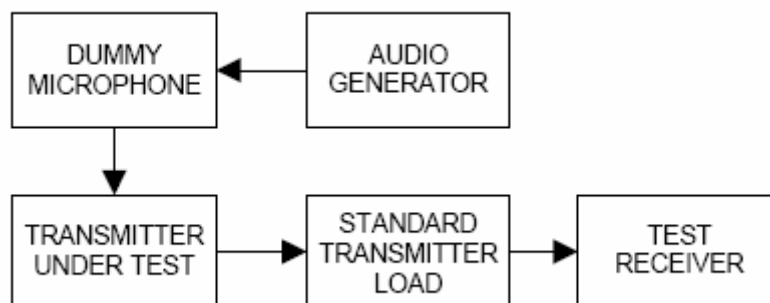 DUMMY
MICROPHONE
AUDIO
GENERATOR
TRANSMITTER
UNDER TEST
STANDARD
TRANSMITTER
LOAD
TEST
RECEIVER